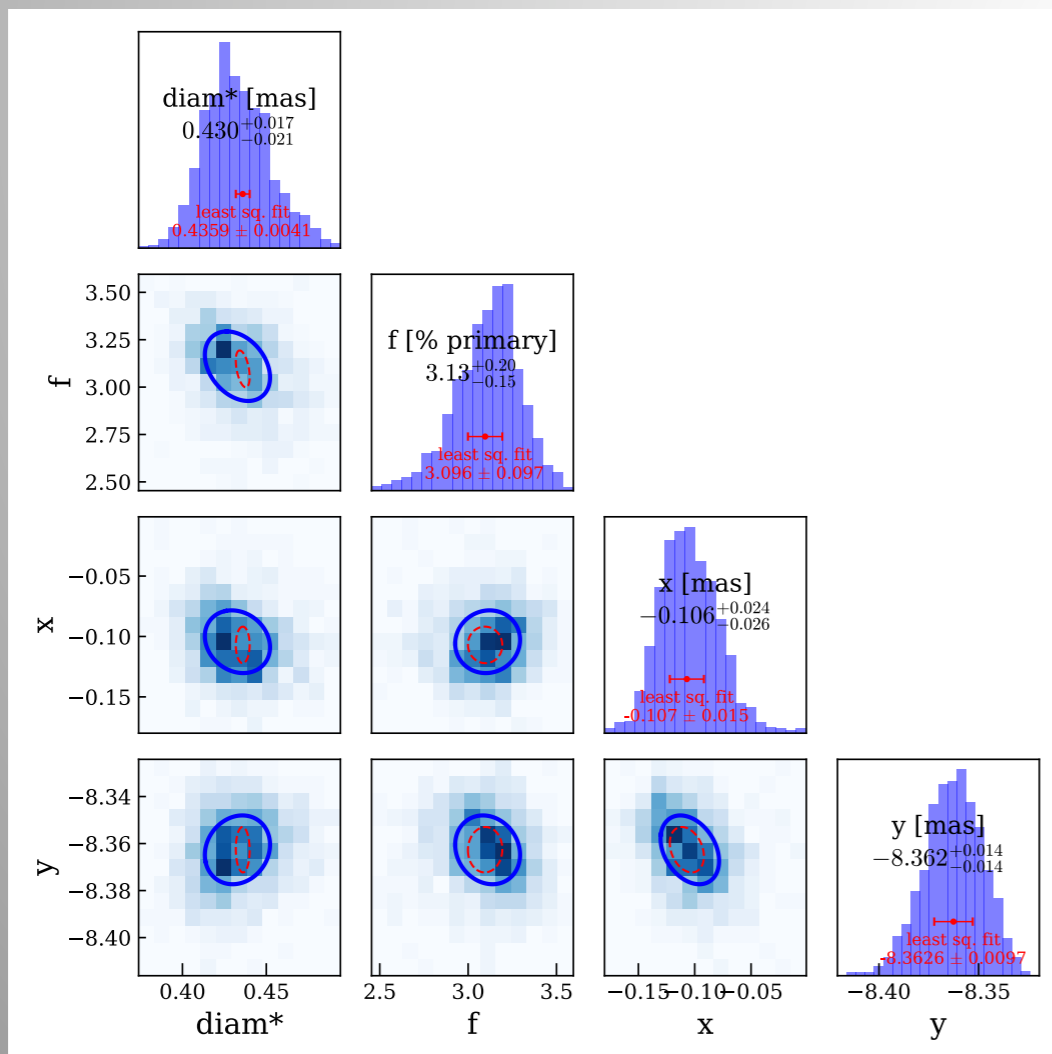 diam* [mas]
0.430 +0.017 −0.021
least sq. fit
0.4359 ± 0.0041
3.50
3.25
3.00
2.75
2.50
f
f [% primary]
3.13 +0.20 −0.15
least sq. fit
3.096 ± 0.097
−0.05
−0.10
−0.15
x
x [mas]
−0.106 +0.024 −0.026
least sq. fit
-0.107 ± 0.015
−8.34
−8.36
−8.38
−8.40
y
y [mas]
−8.362 +0.014 −0.014
least sq. fit
-8.3626 ± 0.0097
0.40 0.45
2.5 3.0 3.5
−0.15 −0.10 −0.05
−8.40 −8.35
diam* f x y